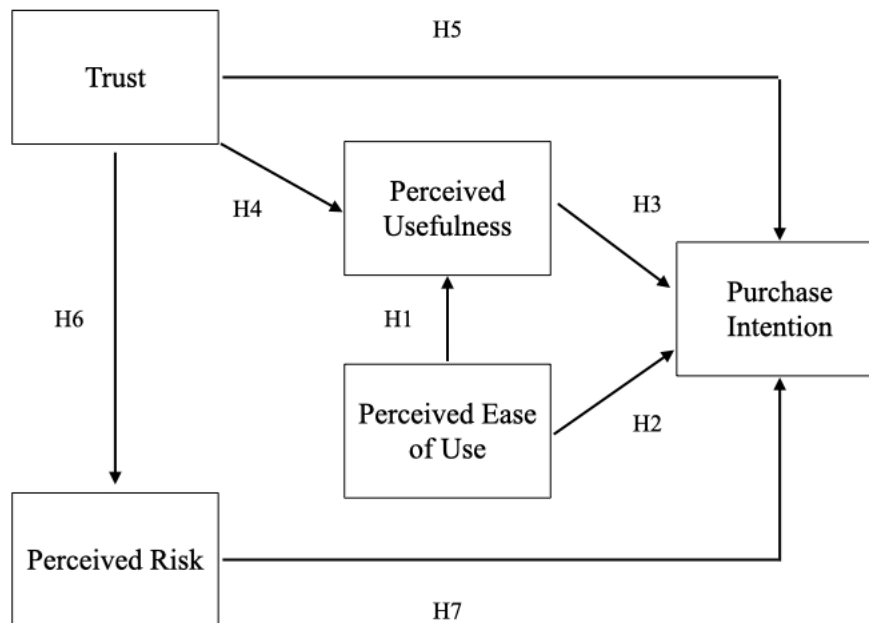 H5
Trust
Perceived
Usefulness
H4
H3
Purchase
Intention
H6
H1
Perceived Ease
of Use
H2
Perceived Risk
H7